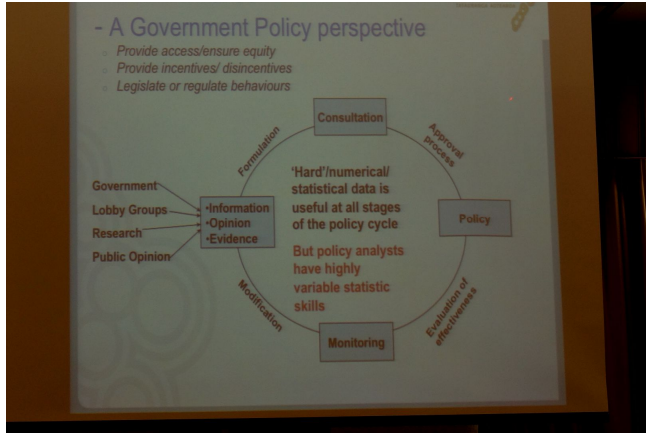 - A Government Policy perspective
Provide access/ensure equity
Provide incentives/ disincentives
Legislate or regulate behaviours
Consultation
Formulation
Approval
process
Government
Lobby Groups
Research
Public Opinion
•Information
•Opinion
•Evidence
'Hard'/numerical/
statistical data is
useful at all stages
of the policy cycle
But policy analysts
have highly
variable statistic
skills
Policy
Modification
Evaluation of
effectiveness
Monitoring